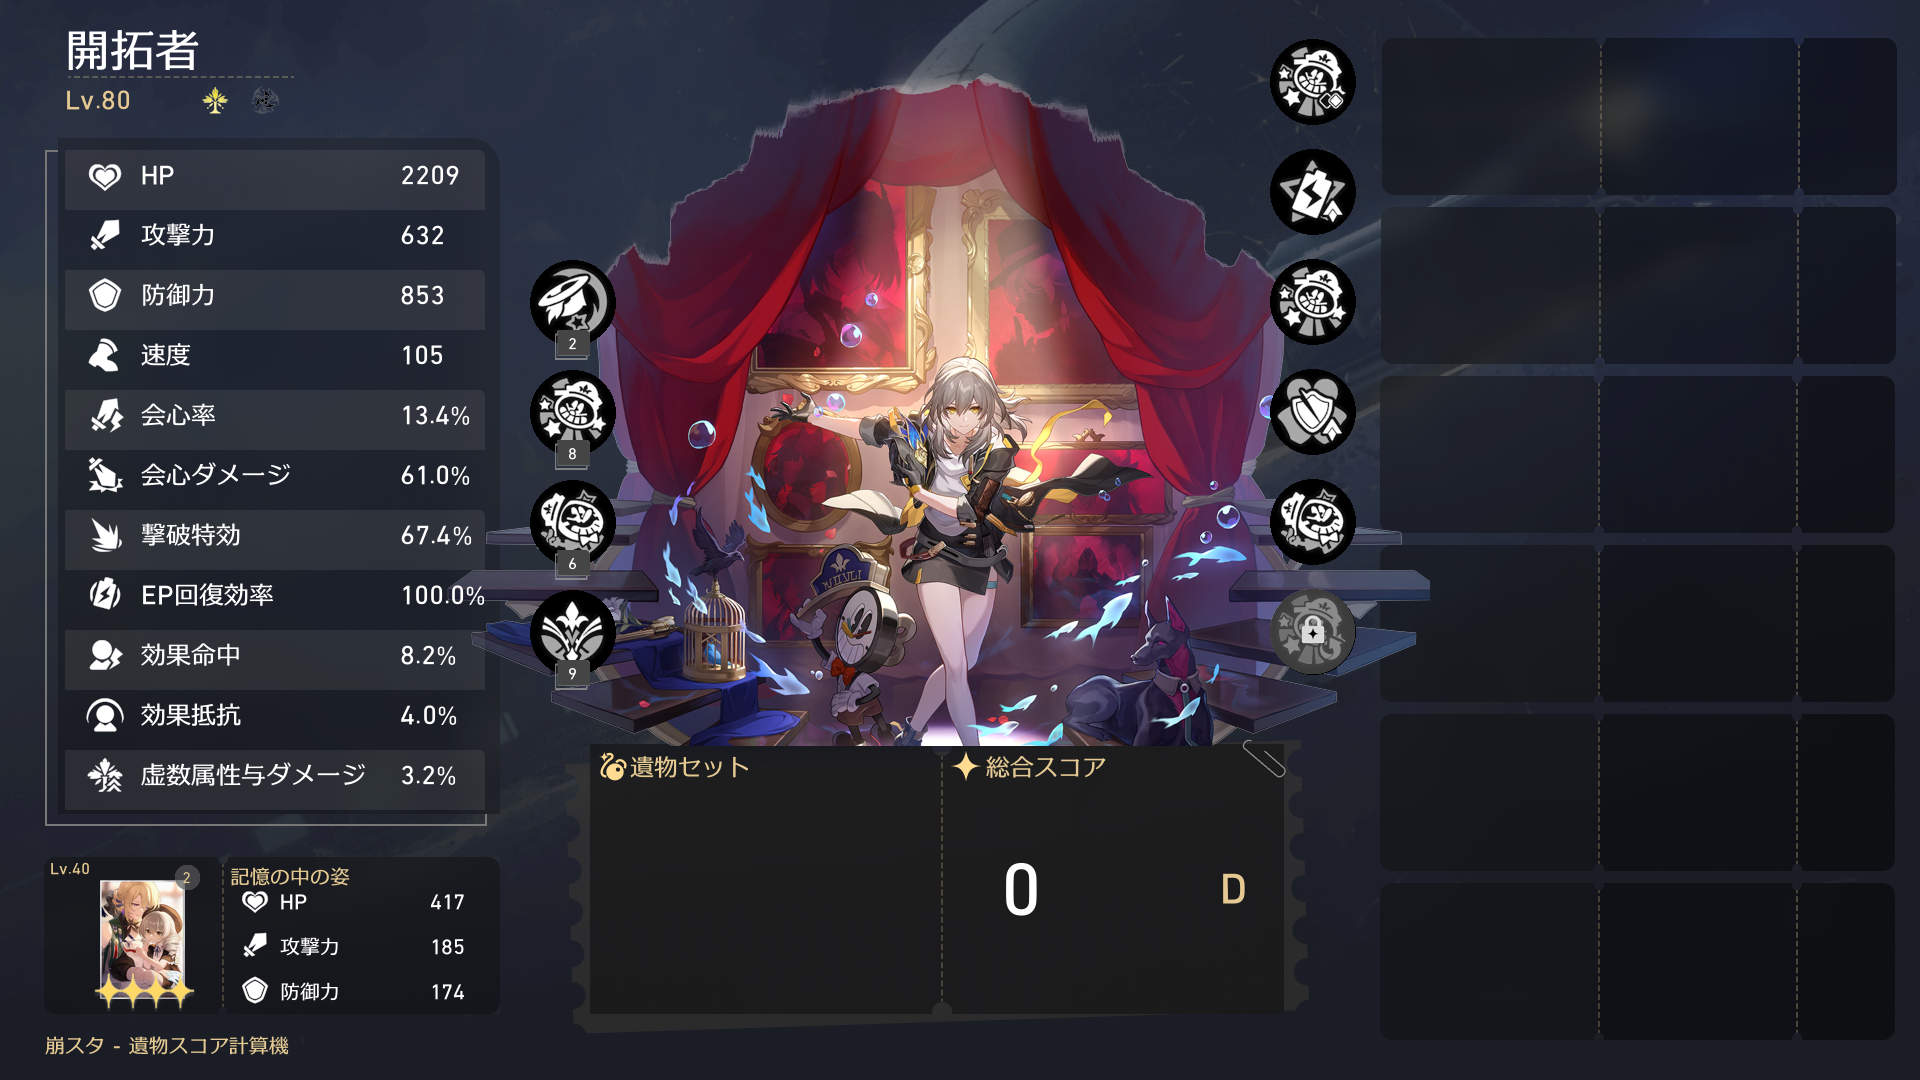 開拓者
Lv.80
HP 2209
攻撃力 632
防御力 853
速度 105
会心率 13.4%
会心ダメージ 61.0%
撃破特効 67.4%
EP回復効率 100.0%
効果命中 8.2%
効果抵抗 4.0%
虚数属性与ダメージ 3.2%
2
8
6
9
Lv.40
2
記憶の中の姿
HP 417
攻撃力 185
防御力 174
遺物セット
総合スコア
0 D
崩スタ - 遺物スコア計算機